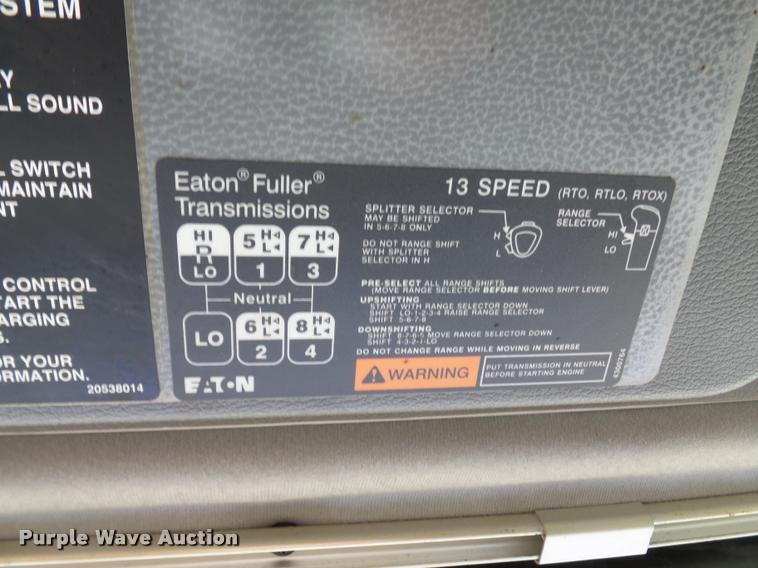 STEM
Y
LL SOUND
L SWITCH
MAINTAIN
NT
CONTROL
ART THE
ARGING
S.
OR YOUR
FORMATION.
20538014
Eaton® Fuller®
Transmissions
13 SPEED (RTO, RTLO, RTOX)
HI
R
LO
5 H L
1
7 H L
3
Neutral
LO
6 H L
2
8 H L
4
EATON
SPLITTER SELECTOR
MAY BE SHIFTED
IN 5-6-7-8 ONLY
DO NOT RANGE SHIFT
WITH SPLITTER
SELECTOR IN H
H
L
RANGE
SELECTOR
HI
LO
PRE-SELECT ALL RANGE SHIFTS
(MOVE RANGE SELECTOR BEFORE MOVING SHIFT LEVER)
UPSHIFTING
START WITH RANGE SELECTOR DOWN
SHIFT LO-1-2-3-4 RAISE RANGE SELECTOR
SHIFT 5-6-7-8
DOWNSHIFTING
SHIFT 8-7-6-5 MOVE RANGE SELECTOR DOWN
SHIFT 4-3-2-1-LO
DO NOT CHANGE RANGE WHILE MOVING IN REVERSE
WARNING
PUT TRANSMISSION IN NEUTRAL
BEFORE STARTING ENGINE
4300764
Purple Wave Auction